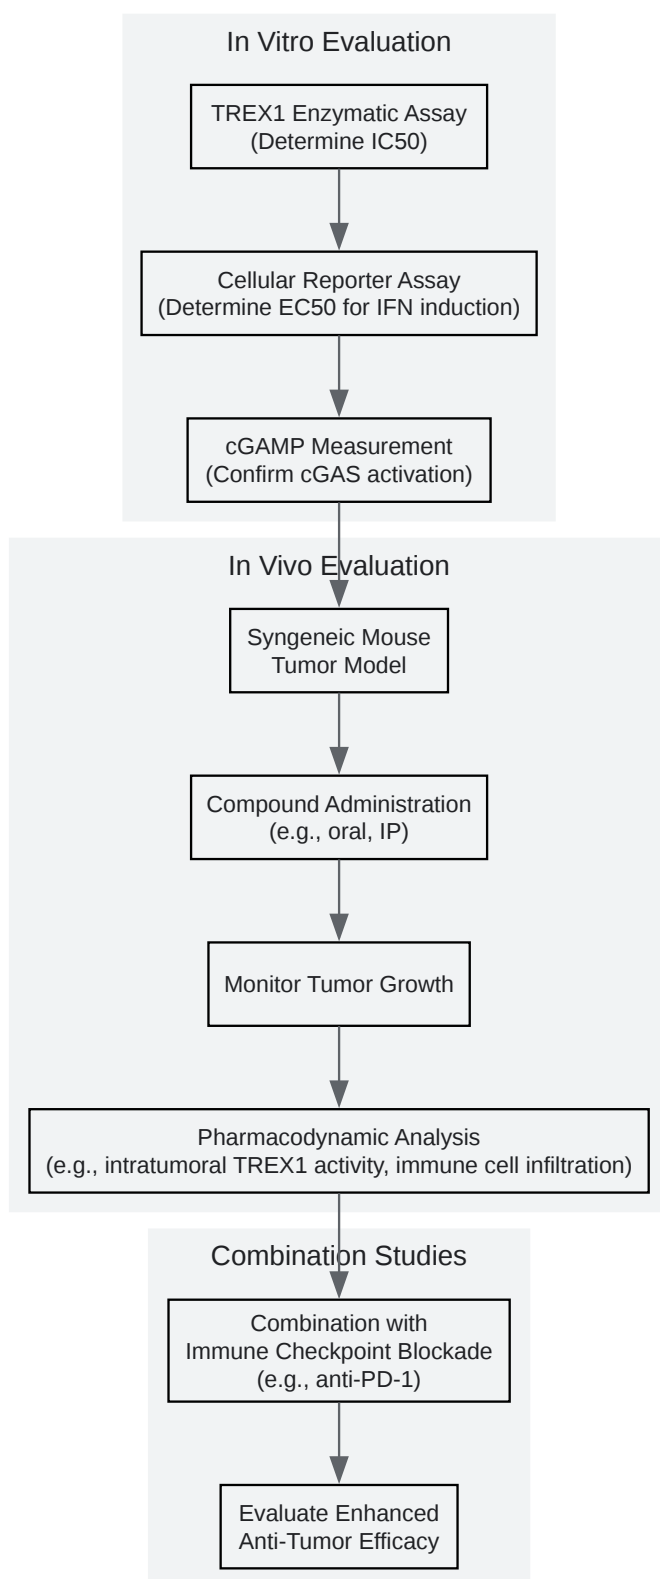 In Vitro Evaluation
TREX1 Enzymatic Assay
(Determine IC50)
Cellular Reporter Assay
(Determine EC50 for IFN induction)
cGAMP Measurement
(Confirm cGAS activation)
In Vivo Evaluation
Syngeneic Mouse
Tumor Model
Compound Administration
(e.g., oral, IP)
Monitor Tumor Growth
Pharmacodynamic Analysis
(e.g., intratumoral TREX1 activity, immune cell infiltration)
Combination Studies
Combination with
Immune Checkpoint Blockade
(e.g., anti-PD-1)
Evaluate Enhanced
Anti-Tumor Efficacy